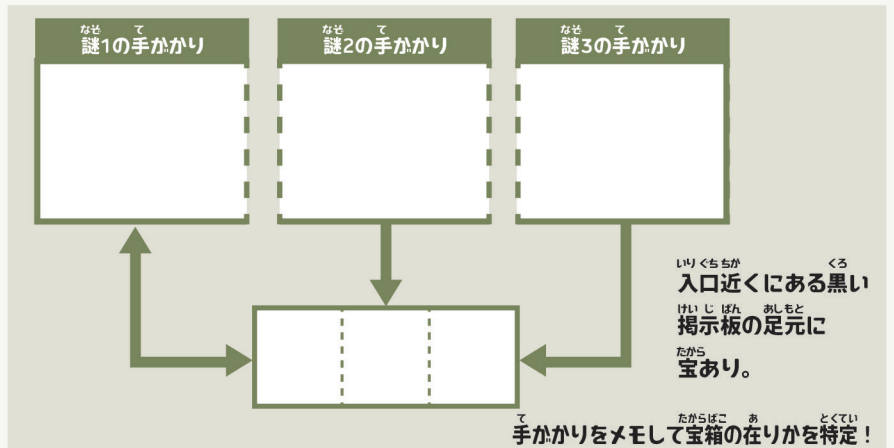 謎1の手がかり
謎2の手がかり
謎3の手がかり
入口近くにある黒い
掲示板の足元に
宝あり。
手がかりをメモして宝箱の在りかを特定！